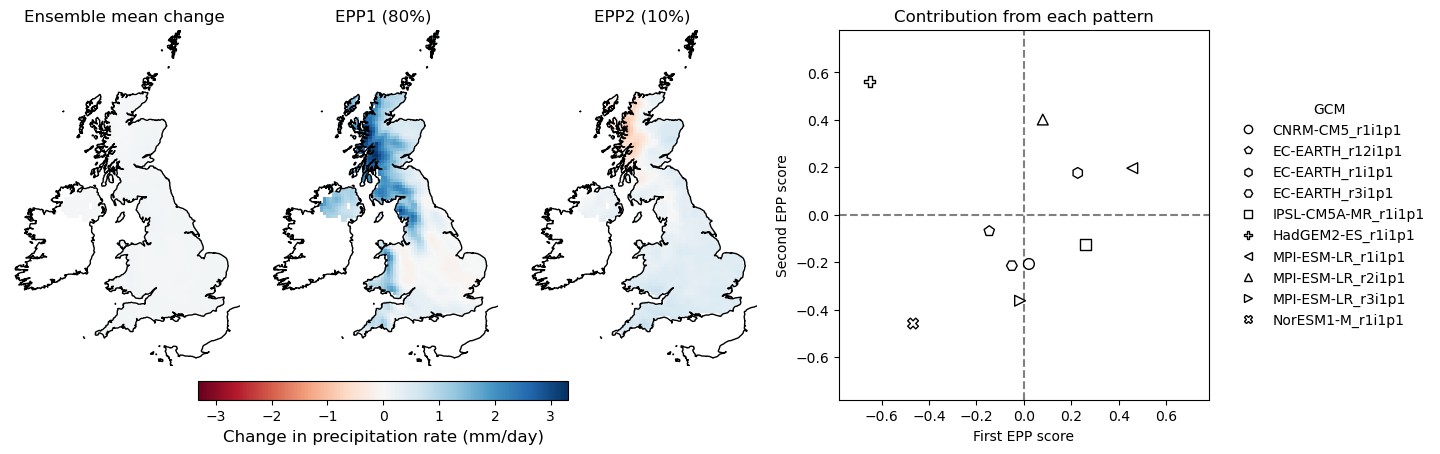 Ensemble mean change
EPP1 (80%)
EPP2 (10%)
−3 −2 −1 0 1 2 3
Change in precipitation rate (mm/day)
Contribution from each pattern
Second EPP score
0.6
0.4
0.2
0.0
−0.2
−0.4
−0.6
−0.6 −0.4 −0.2 0.0 0.2 0.4 0.6
First EPP score
GCM
CNRM-CM5_r1i1p1
EC-EARTH_r12i1p1
EC-EARTH_r1i1p1
EC-EARTH_r3i1p1
IPSL-CM5A-MR_r1i1p1
HadGEM2-ES_r1i1p1
MPI-ESM-LR_r1i1p1
MPI-ESM-LR_r2i1p1
MPI-ESM-LR_r3i1p1
NorESM1-M_r1i1p1